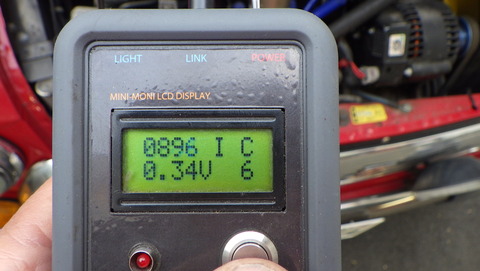 LIGHT LINK POWER
MINI-MONI LCD DISPLAY
0896 I C
0.34V 6